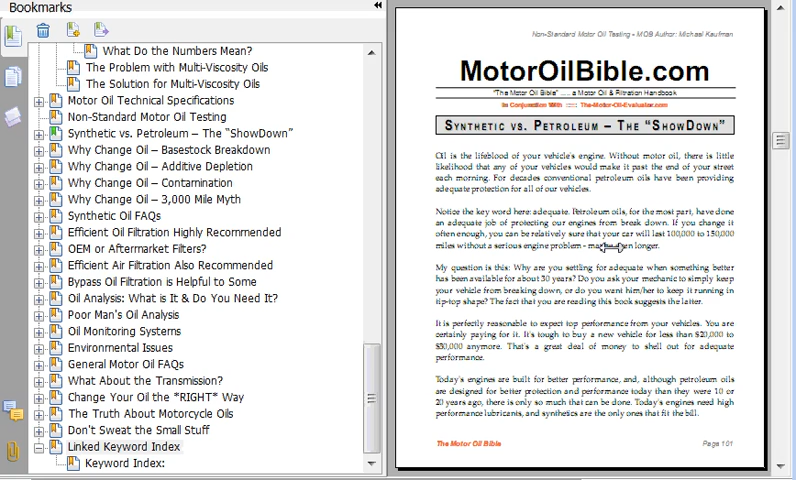 Bookmarks
What Do the Numbers Mean?
The Problem with Multi-Viscosity Oils
The Solution for Multi-Viscosity Oils
Motor Oil Technical Specifications
Non-Standard Motor Oil Testing
Synthetic vs. Petroleum – The “ShowDown”
Why Change Oil – Basestock Breakdown
Why Change Oil – Additive Depletion
Why Change Oil – Contamination
Why Change Oil – 3,000 Mile Myth
Synthetic Oil FAQs
Efficient Oil Filtration Highly Recommended
OEM or Aftermarket Filters?
Efficient Air Filtration Also Recommended
Bypass Oil Filtration is Helpful to Some
Oil Analysis: What is It & Do You Need It?
Poor Man's Oil Analysis
Oil Monitoring Systems
Environmental Issues
General Motor Oil FAQs
What About the Transmission?
Change Your Oil the *RIGHT* Way
The Truth About Motorcycle Oils
Don't Sweat the Small Stuff
Linked Keyword Index
Keyword Index:
Non-Standard Motor Oil Testing - MOB Author: Michael Kaufman
MotorOilBible.com
"The Motor Oil Bible" ..... a Motor Oil & Filtration Handbook
In Conjunction With ::::: The-Motor-Oil-Evaluator.com
SYNTHETIC VS. PETROLEUM – THE “SHOWDOWN”
Oil is the lifeblood of your vehicle's engine. Without motor oil, there is little
likelihood that any of your vehicles would make it past the end of your street
each morning. For decades conventional petroleum oils have been providing
adequate protection for all of our vehicles.
Notice the key word here: adequate. Petroleum oils, for the most part, have done
an adequate job of protecting our engines from break down. If you change it
often enough, you can be relatively sure that your car will last 100,000 to 150,000
miles without a serious engine problem - longer.
My question is this: Why are you settling for adequate when something better
has been available for about 30 years? Do you ask your mechanic to simply keep
your vehicle from breaking down, or do you want him/her to keep it running in
tip-top shape? The fact that you are reading this book suggests the latter.
It is perfectly reasonable to expect top performance from your vehicles. You are
certainly paying for it. It's tough to buy a new vehicle for less than $20,000 to
$30,000 anymore. That's a great deal of money to shell out for adequate
performance.
Today's engines are built for better performance, and, although petroleum oils
are designed for better protection and performance today than they were 10 or
20 years ago, there is only so much that can be done. Today's engines need high
performance lubricants, and synthetics are the only ones that fit the bill.
The Motor Oil Bible
Page 101